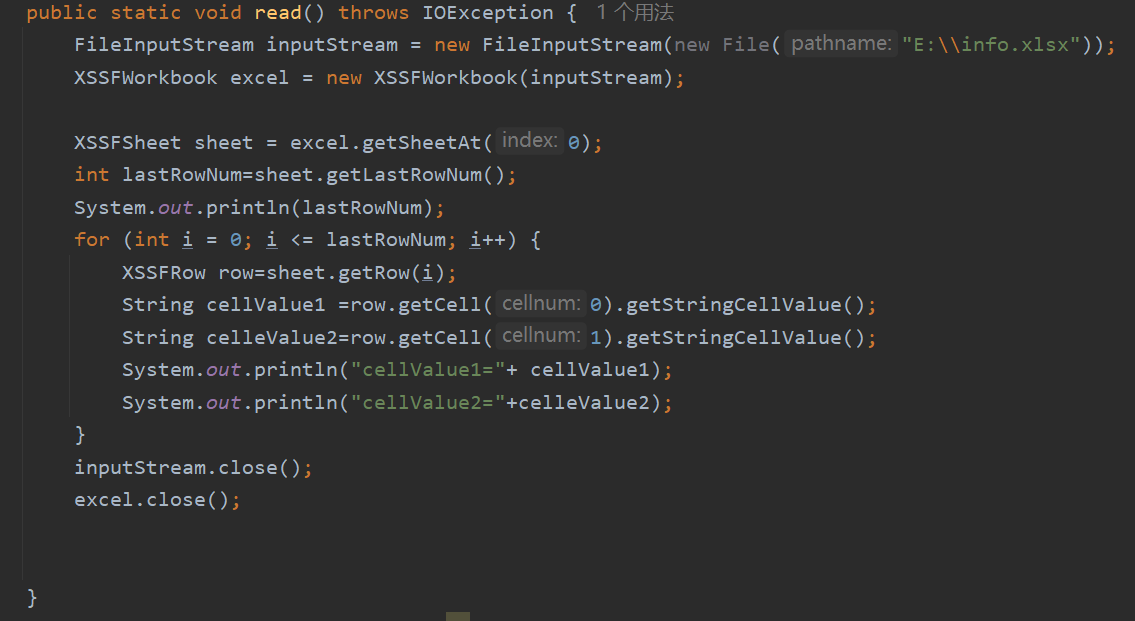 public static void read() throws IOException { 1 个用法
FileInputStream inputStream = new FileInputStream(new File( pathname: "E:\\info.xlsx"));
XSSFWorkbook excel = new XSSFWorkbook(inputStream);
XSSFSheet sheet = excel.getSheetAt( index: 0);
int lastRowNum=sheet.getLastRowNum();
System.out.println(lastRowNum);
for (int i = 0; i <= lastRowNum; i++) {
XSSFRow row=sheet.getRow(i);
String cellValue1 =row.getCell( cellnum: 0).getStringCellValue();
String celleValue2=row.getCell( cellnum: 1).getStringCellValue();
System.out.println("cellValue1="+ cellValue1);
System.out.println("cellValue2="+celleValue2);
}
inputStream.close();
excel.close();
}